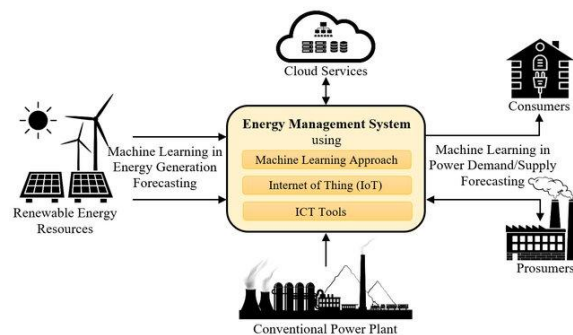 Cloud Services
Consumers
Energy Management System
using
Machine Learning Approach
Internet of Thing (IoT)
ICT Tools
Machine Learning in
Energy Generation
Forecasting
Renewable Energy
Resources
Machine Learning in
Power Demand/Supply
Forecasting
Prosumers
Conventional Power Plant